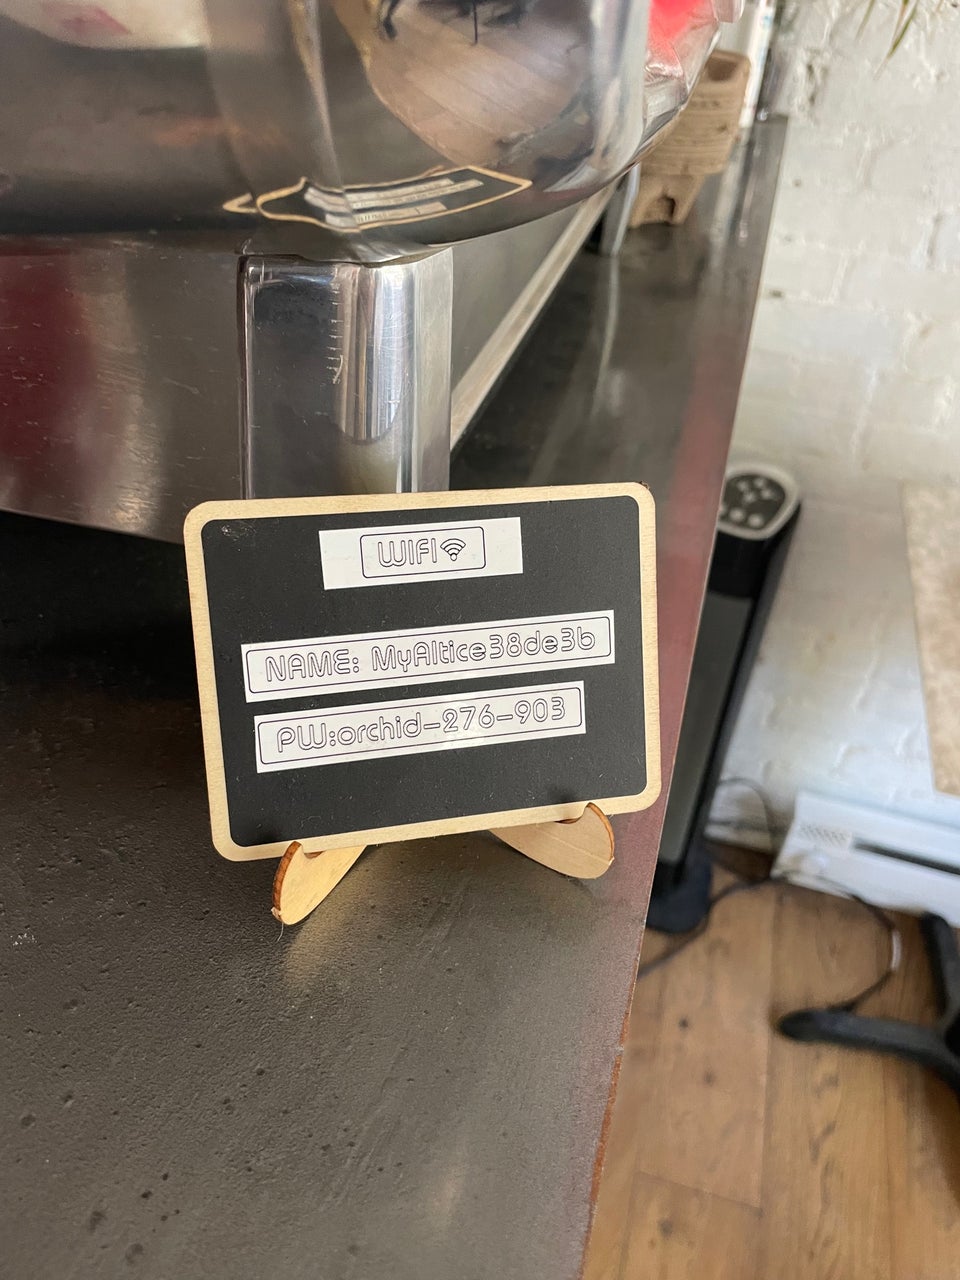 WIFI
NAME: MyAltice38de3b
PW:orchid-276-903